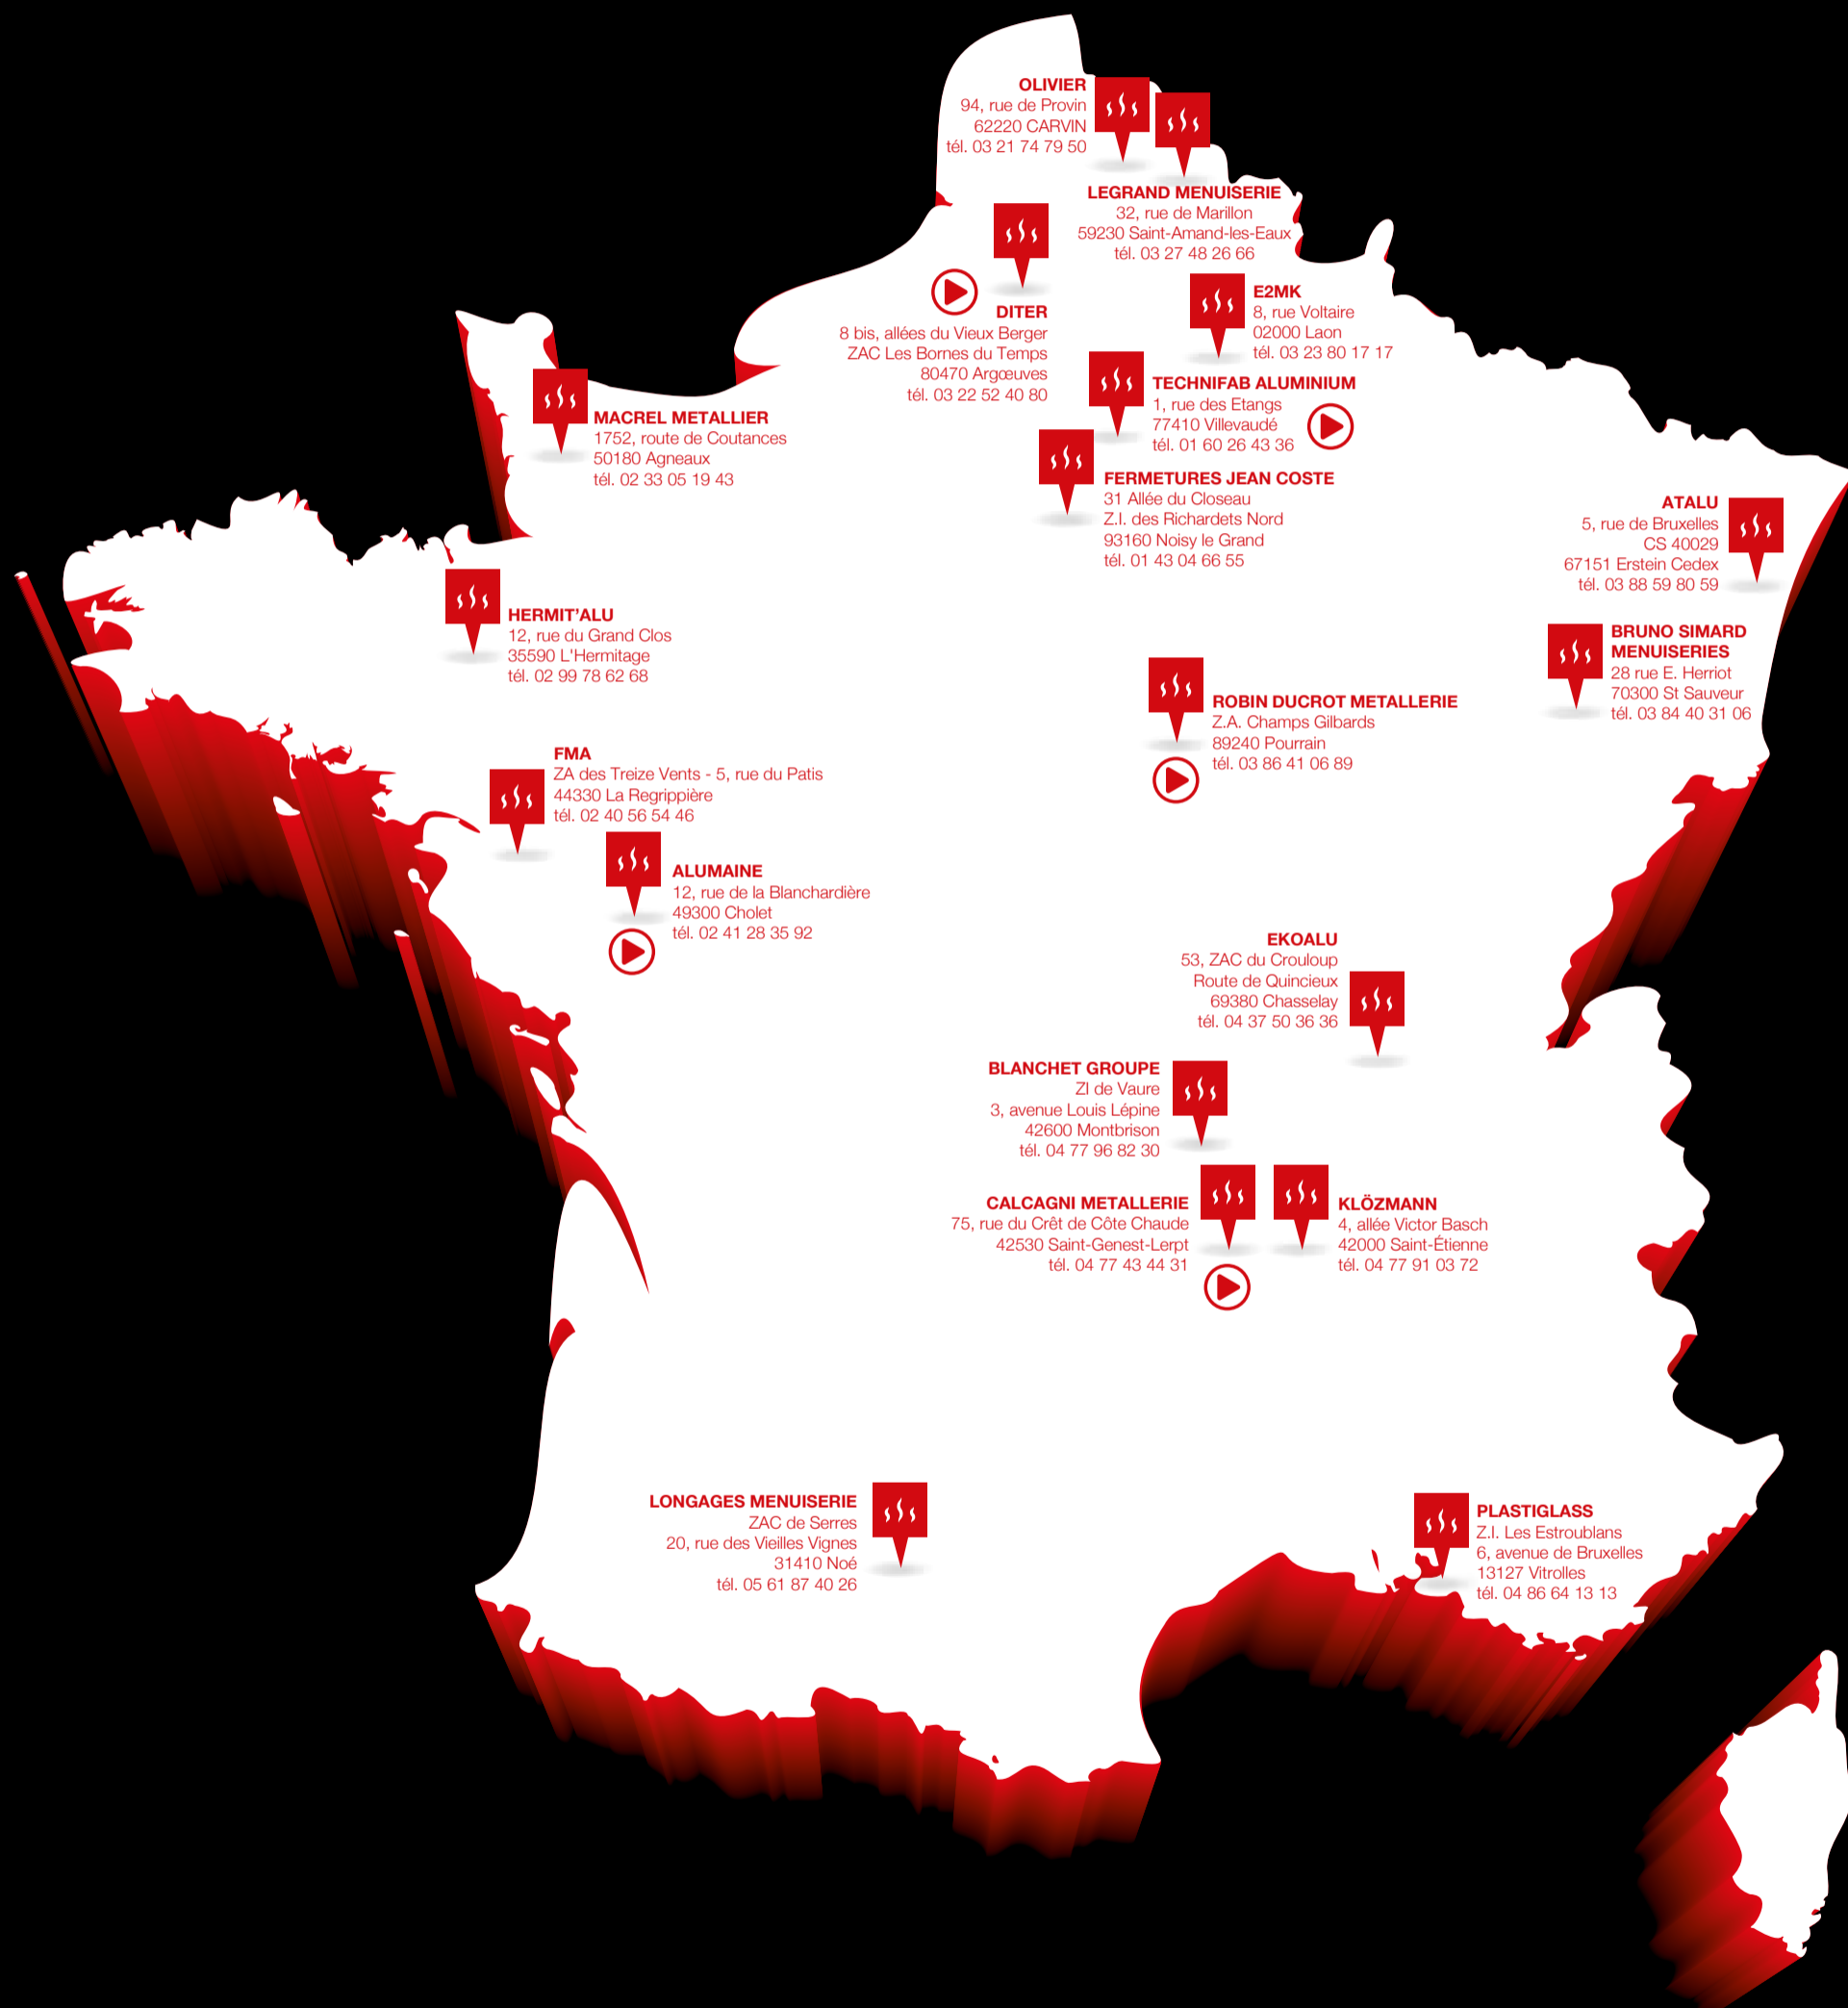 OLIVIER
94, rue de Provin
62220 CARVIN
tél. 03 21 74 79 50
LEGRAND MENUISERIE
32, rue de Marillon
59230 Saint-Amand-les-Eaux
tél. 03 27 48 26 66
DITER
8 bis, allées du Vieux Berger
ZAC Les Bornes du Temps
80470 Argœuves
tél. 03 22 52 40 80
E2MK
8, rue Voltaire
02000 Laon
tél. 03 23 80 17 17
TECHNIFAB ALUMINIUM
1, rue des Etangs
77410 Villevaudé
tél. 01 60 26 43 36
MACREL METALLIER
1752, route de Coutances
50180 Agneaux
tél. 02 33 05 19 43
FERMETURES JEAN COSTE
31 Allée du Closeau
Z.I. des Richardets Nord
93160 Noisy le Grand
tél. 01 43 04 66 55
ATALU
5, rue de Bruxelles
CS 40029
67151 Erstein Cedex
tél. 03 88 59 80 59
HERMIT'ALU
12, rue du Grand Clos
35590 L'Hermitage
tél. 02 99 78 62 68
BRUNO SIMARD
MENUISERIES
28 rue E. Herriot
70300 St Sauveur
tél. 03 84 40 31 06
ROBIN DUCROT METALLERIE
Z.A. Champs Gilbards
89240 Pourrain
tél. 03 86 41 06 89
FMA
ZA des Treize Vents - 5, rue du Patis
44330 La Regrippière
tél. 02 40 56 54 46
ALUMAINE
12, rue de la Blanchardière
49300 Cholet
tél. 02 41 28 35 92
EKOALU
53, ZAC du Crouloup
Route de Quincieux
69380 Chasselay
tél. 04 37 50 36 36
BLANCHET GROUPE
ZI de Vaure
3, avenue Louis Lépine
42600 Montbrison
tél. 04 77 96 82 30
CALCAGNI METALLERIE
75, rue du Crêt de Côte Chaude
42530 Saint-Genest-Lerpt
tél. 04 77 43 44 31
KLÖZMANN
4, allée Victor Basch
42000 Saint-Étienne
tél. 04 77 91 03 72
LONGAGES MENUISERIE
ZAC de Serres
20, rue des Vieilles Vignes
31410 Noé
tél. 05 61 87 40 26
PLASTIGLASS
Z.I. Les Estroublans
6, avenue de Bruxelles
13127 Vitrolles
tél. 04 86 64 13 13